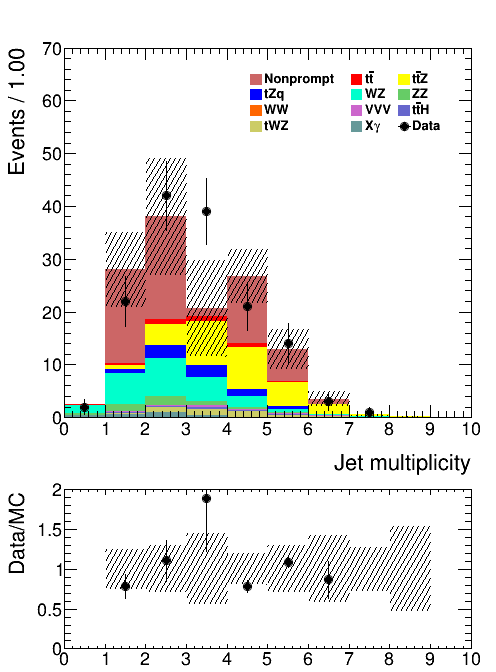 Events / 1.00
70
60
50
40
30
20
10
0
Nonprompt tt̄ tt̄Z
tZq WZ ZZ
WW VVV tt̄H
tWZ Xγ Data
0 1 2 3 4 5 6 7 8 9 10
Jet multiplicity
Data/MC
2
1.5
1
0.5
0
0 1 2 3 4 5 6 7 8 9 10